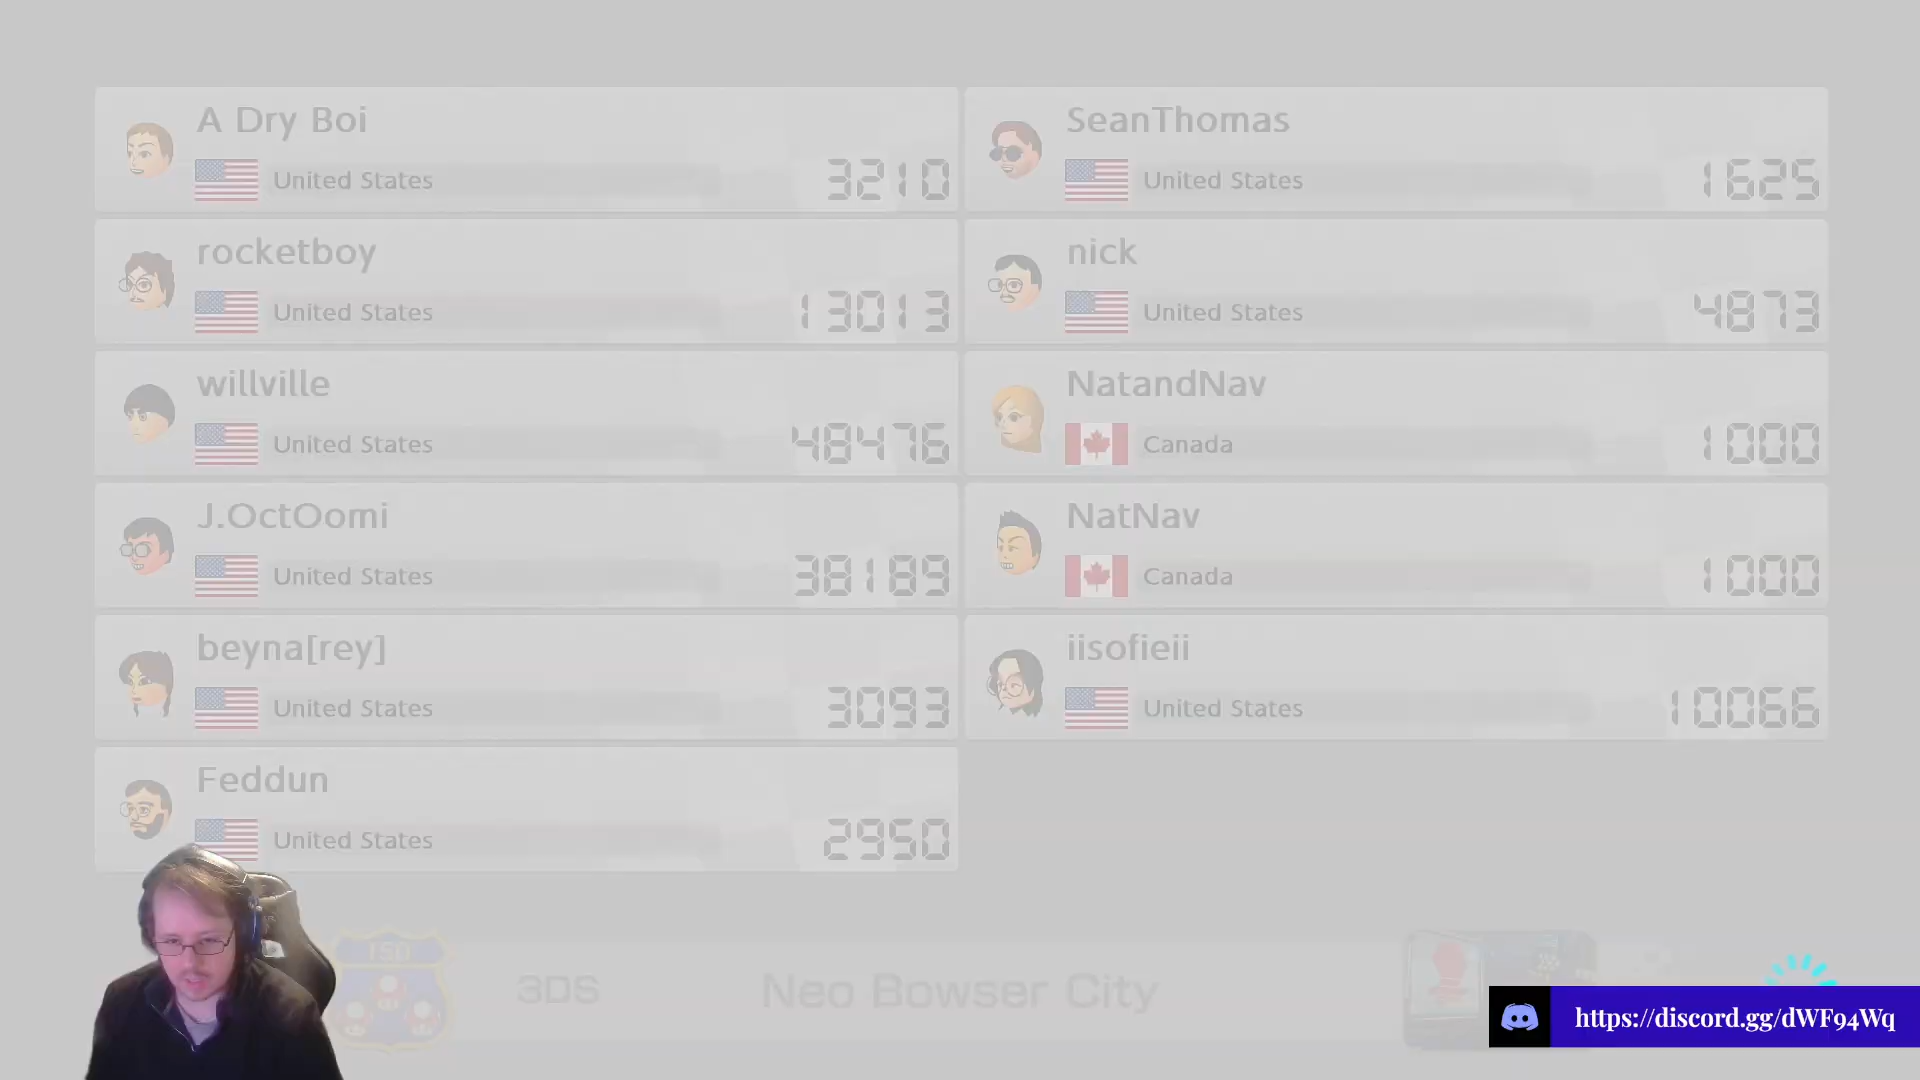 A Dry Boi
United States 3210
rocketboy
United States 13013
willville
United States 48476
J.OctOomi
United States 38189
beyna[rey]
United States 3093
Feddun
United States 2950
SeanThomas
United States 1625
nick
United States 4873
NatandNav
Canada 1000
NatNav
Canada 1000
iisofieii
United States 10066
150
3DS Neo Bowser City
https://discord.gg/dWF94Wq